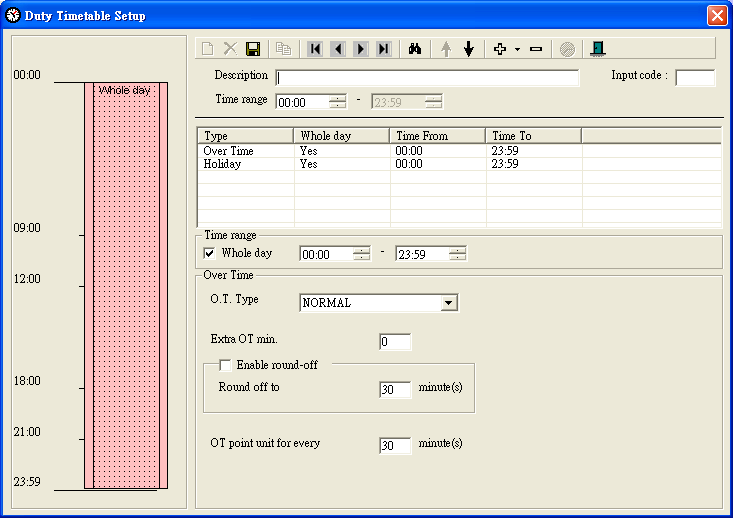 Duty Timetable Setup
Description Input code :
Time range 00:00 - 23:59
00:00
Whole day
09:00
12:00
18:00
21:00
23:59
Type Whole day Time From Time To
Over Time Yes 00:00 23:59
Holiday Yes 00:00 23:59
Time range
Whole day 00:00 - 23:59
Over Time
O.T. Type NORMAL
Extra OT min. 0
Enable round-off
Round off to 30 minute(s)
OT point unit for every 30 minute(s)